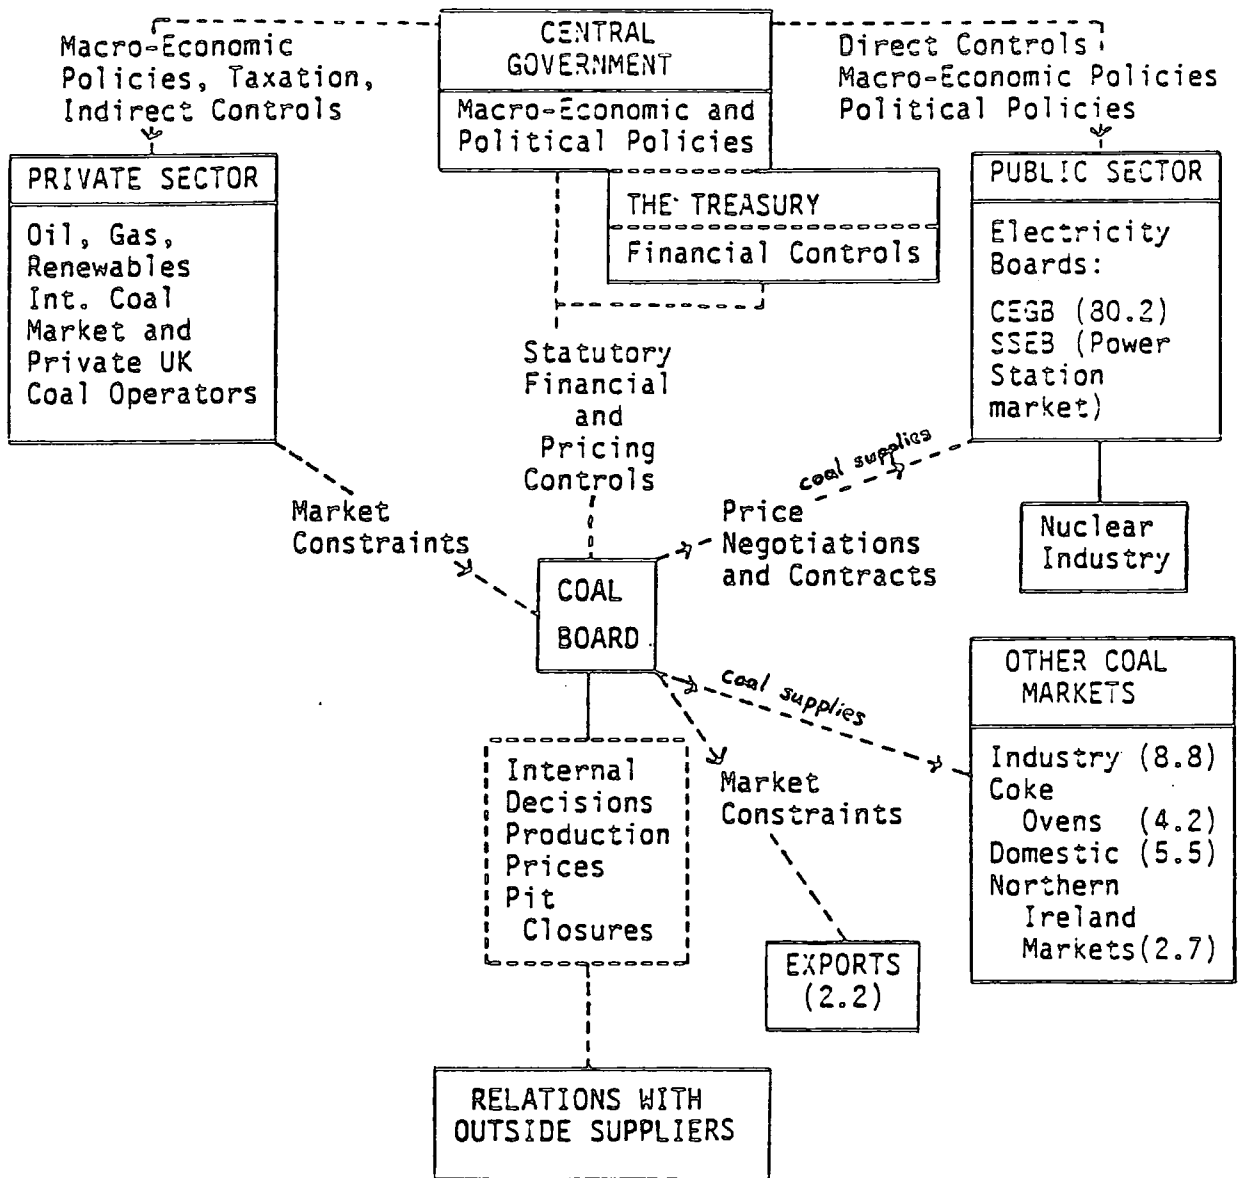 Macro-Economic
Policies, Taxation,
Indirect Controls
CENTRAL
GOVERNMENT
Macro-Economic and
Political Policies
THE TREASURY
Financial Controls
Direct Controls
Macro-Economic Policies
Political Policies
PRIVATE SECTOR
Oil, Gas,
Renewables
Int. Coal
Market and
Private UK
Coal Operators
PUBLIC SECTOR
Electricity
Boards:
CEGB (80.2)
SSEB (Power
Station
market)
Nuclear
Industry
Statutory
Financial
and
Pricing
Controls
Market
Constraints
coal supplies
Price
Negotiations
and Contracts
COAL
BOARD
coal supplies
OTHER COAL
MARKETS
Industry (8.8)
Coke
Ovens (4.2)
Domestic (5.5)
Northern
Ireland
Markets(2.7)
Internal
Decisions
Production
Prices
Pit
Closures
Market
Constraints
EXPORTS
(2.2)
RELATIONS WITH
OUTSIDE SUPPLIERS